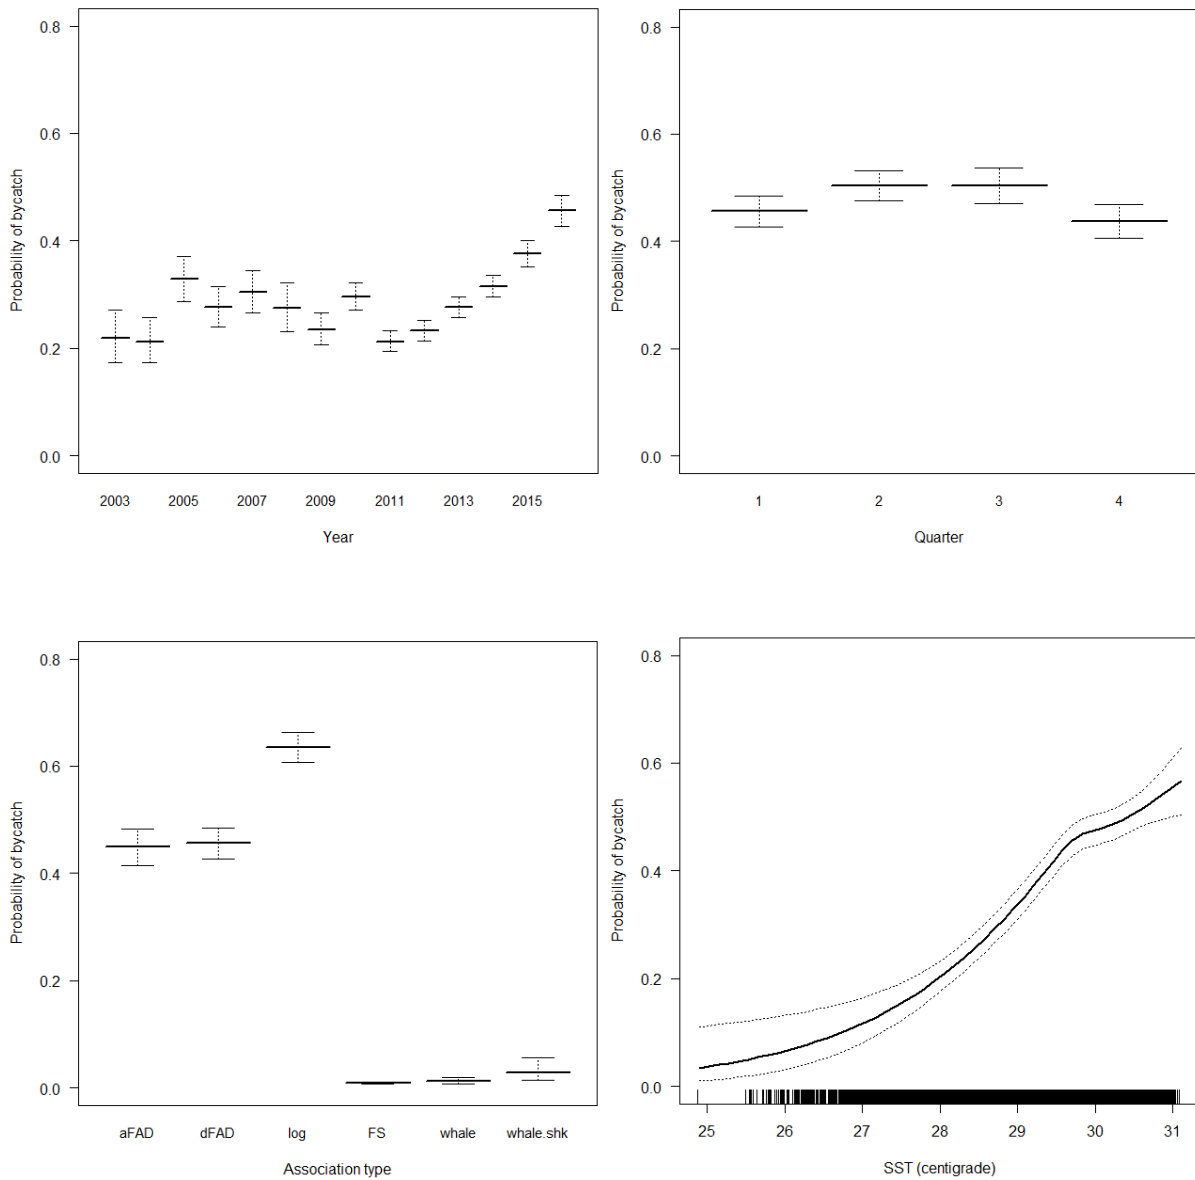 0.8
0.6
0.4
0.2
0.0
Probability of bycatch
2003 2005 2007 2009 2011 2013 2015
Year
0.8
0.6
0.4
0.2
0.0
Probability of bycatch
1 2 3 4
Quarter
0.8
0.6
0.4
0.2
0.0
Probability of bycatch
aFAD dFAD log FS whale whale.shk
Association type
0.8
0.6
0.4
0.2
0.0
Probability of bycatch
25 26 27 28 29 30 31
SST (centigrade)